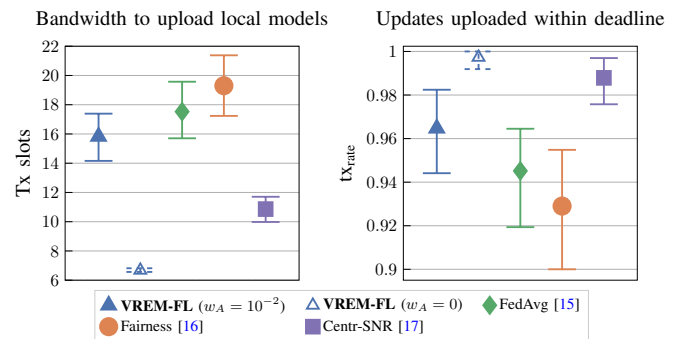 Bandwidth to upload local models
Updates uploaded within deadline
22
20
18
16
14
12
10
8
6
Tx slots
1
0.98
0.96
0.94
0.92
0.9
tx_rate
VREM-FL (w_A = 10^{-2})
VREM-FL (w_A = 0)
FedAvg [15]
Fairness [16]
Centr-SNR [17]